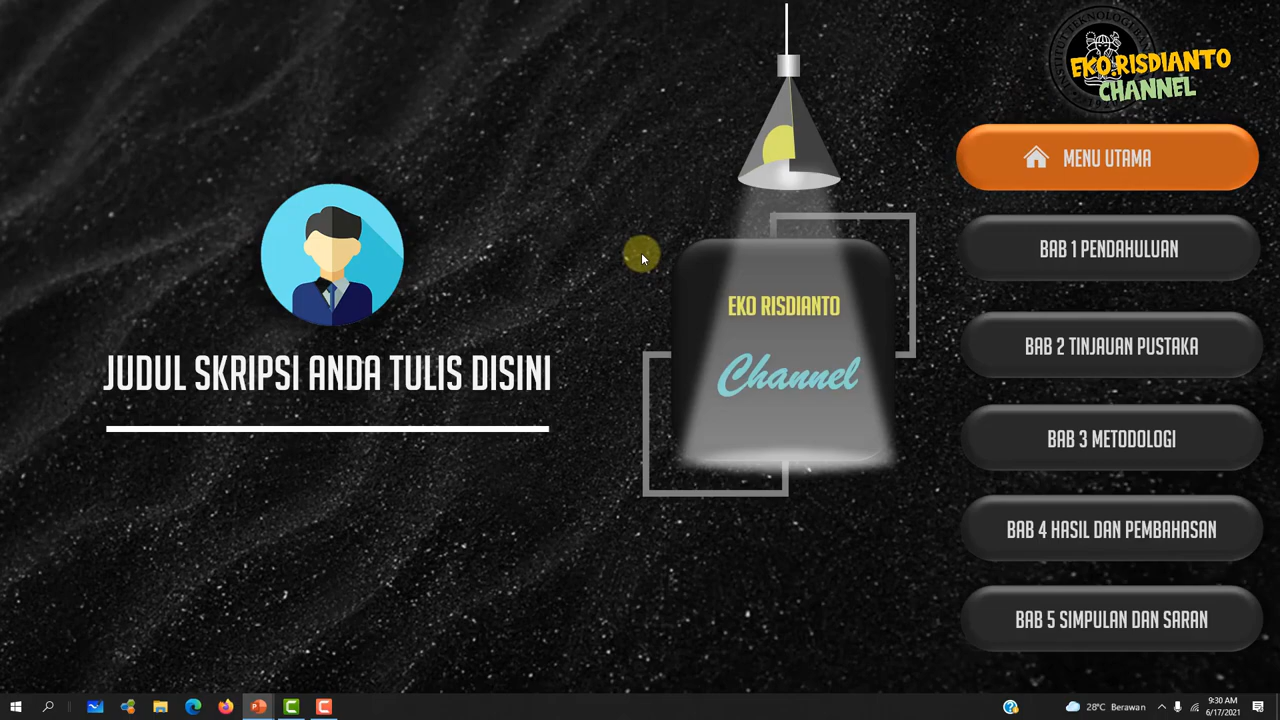 EKO.RISDIANTO
CHANNEL
MENU UTAMA
BAB 1 PENDAHULUAN
EKO RISDIANTO
Channel
BAB 2 TINJAUAN PUSTAKA
JUDUL SKRIPSI ANDA TULIS DISINI
BAB 3 METODOLOGI
BAB 4 HASIL DAN PEMBAHASAN
BAB 5 SIMPULAN DAN SARAN
28°C Berawan
9:30 AM
6/17/2021